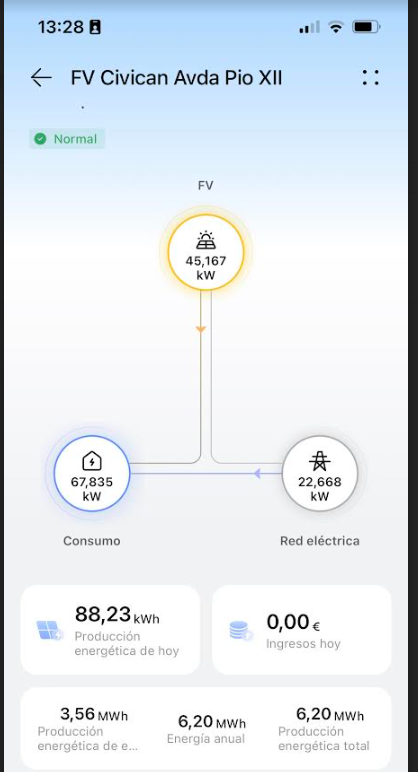 13:28
FV Civican Avda Pio XII
Normal
FV
45,167
kW
67,835
kW
22,668
kW
Consumo
Red eléctrica
88,23 kWh
Producción
energética de hoy
0,00 €
Ingresos hoy
3,56 MWh
Producción
energética de e...
6,20 MWh
Energía anual
6,20 MWh
Producción
energética total